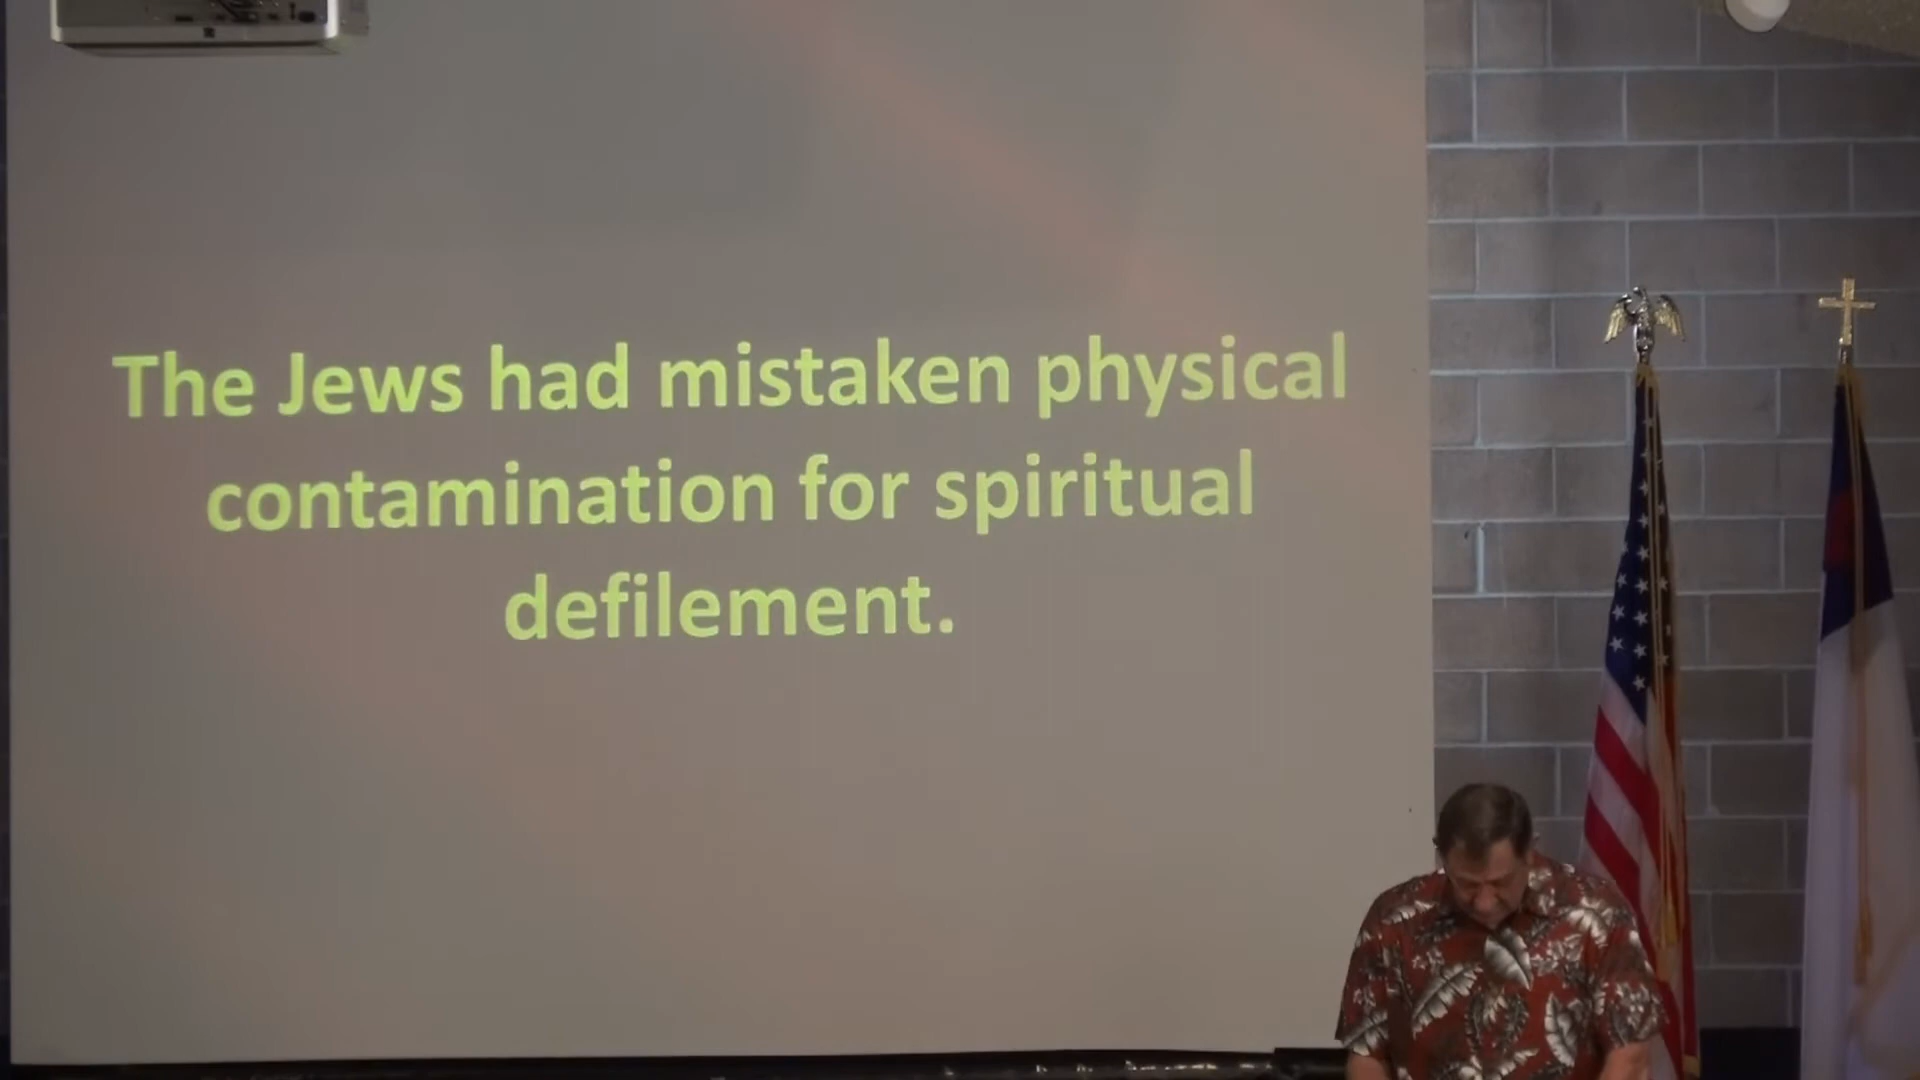 The Jews had mistaken physical
contamination for spiritual
defilement.